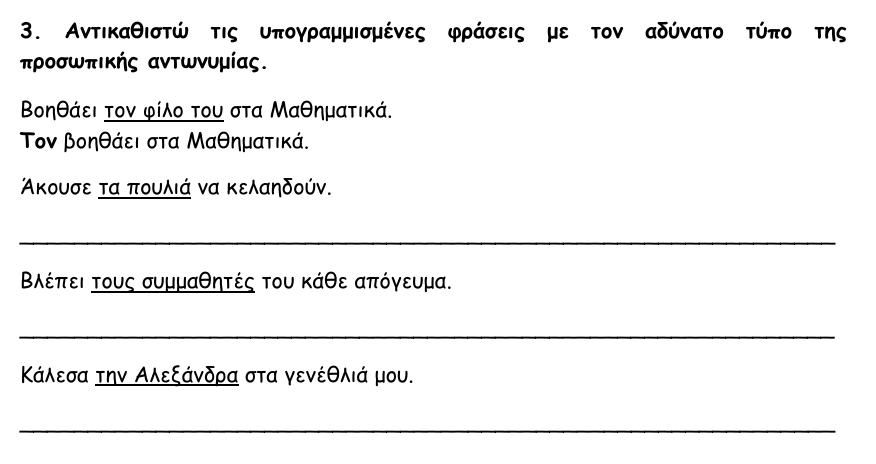 3. Αντικαθιστώ τις υπογραμμισμένες φράσεις με τον αδύνατο τύπο της
προσωπικής αντωνυμίας.
Βοηθάει τον φίλο του στα Μαθηματικά.
Τον βοηθάει στα Μαθηματικά.
Άκουσε τα πουλιά να κελαηδούν.
Βλέπει τους συμμαθητές του κάθε απόγευμα.
Κάλεσα την Αλεξάνδρα στα γενέθλιά μου.